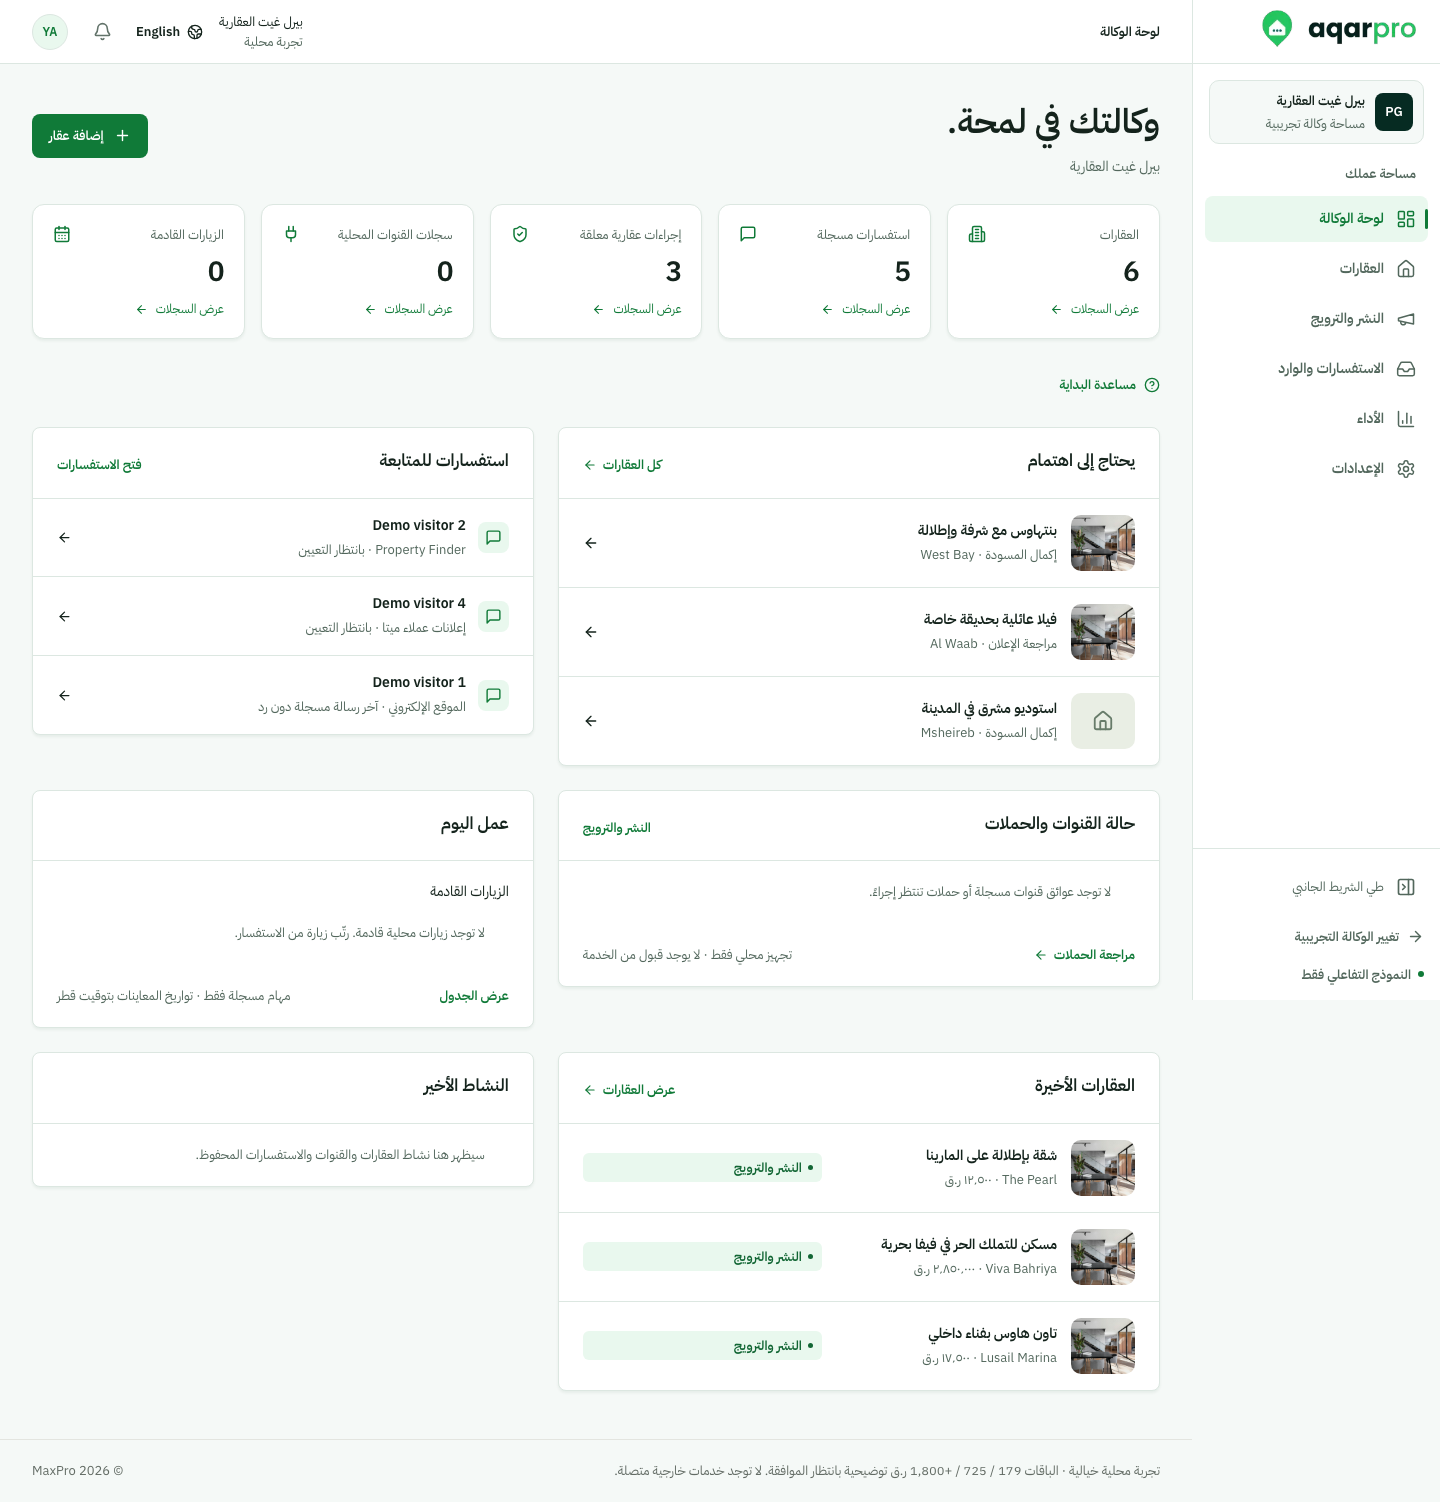 aqarpro
لوحة الوكالة
بيرل غيت العقارية
تجربة محلية
English
YA
PG
بيرل غيت العقارية
مساحة وكالة تجريبية
مساحة عملك
لوحة الوكالة
العقارات
النشر والترويج
الاستفسارات والوارد
الأداء
الإعدادات
طي الشريط الجانبي
تغيير الوكالة التجريبية
النموذج التفاعلي فقط
وكالتك في لمحة.
بيرل غيت العقارية
إضافة عقار
العقارات
6
عرض السجلات
استفسارات مسجلة
5
عرض السجلات
إجراءات عقارية معلقة
3
عرض السجلات
سجلات القنوات المحلية
0
عرض السجلات
الزيارات القادمة
0
عرض السجلات
مساعدة البداية
يحتاج إلى اهتمام
كل العقارات
بنتهاوس مع شرفة وإطلالة
إكمال المسودة · West Bay
فيلا عائلية بحديقة خاصة
مراجعة الإعلان · Al Waab
استوديو مشرق في المدينة
إكمال المسودة · Msheireb
استفسارات للمتابعة
فتح الاستفسارات
Demo visitor 2
Property Finder · بانتظار التعيين
Demo visitor 4
إعلانات عملاء ميتا · بانتظار التعيين
Demo visitor 1
الموقع الإلكتروني · آخر رسالة مسجلة دون رد
حالة القنوات والحملات
النشر والترويج
لا توجد عوائق قنوات مسجلة أو حملات تنتظر إجراءً.
مراجعة الحملات
تجهيز محلي فقط · لا يوجد قبول من الخدمة
عمل اليوم
الزيارات القادمة
لا توجد زيارات محلية قادمة. رتّب زيارة من الاستفسار.
عرض الجدول
مهام مسجلة فقط · تواريخ المعاينات بتوقيت قطر
العقارات الأخيرة
عرض العقارات
شقة بإطلالة على المارينا
The Pearl · ١٢٬٥٠٠ ر.ق
النشر والترويج
مسكن للتملك الحر في فيفا بحرية
Viva Bahriya · ٢٬٨٥٠٬٠٠٠ ر.ق
النشر والترويج
تاون هاوس بفناء داخلي
Lusail Marina · ١٧٬٥٠٠ ر.ق
النشر والترويج
النشاط الأخير
سيظهر هنا نشاط العقارات والقنوات والاستفسارات المحفوظ.
تجربة محلية خيالية · الباقات 179 / 725 / +1,800 ر.ق توضيحية بانتظار الموافقة. لا توجد خدمات خارجية متصلة.
© 2026 MaxPro